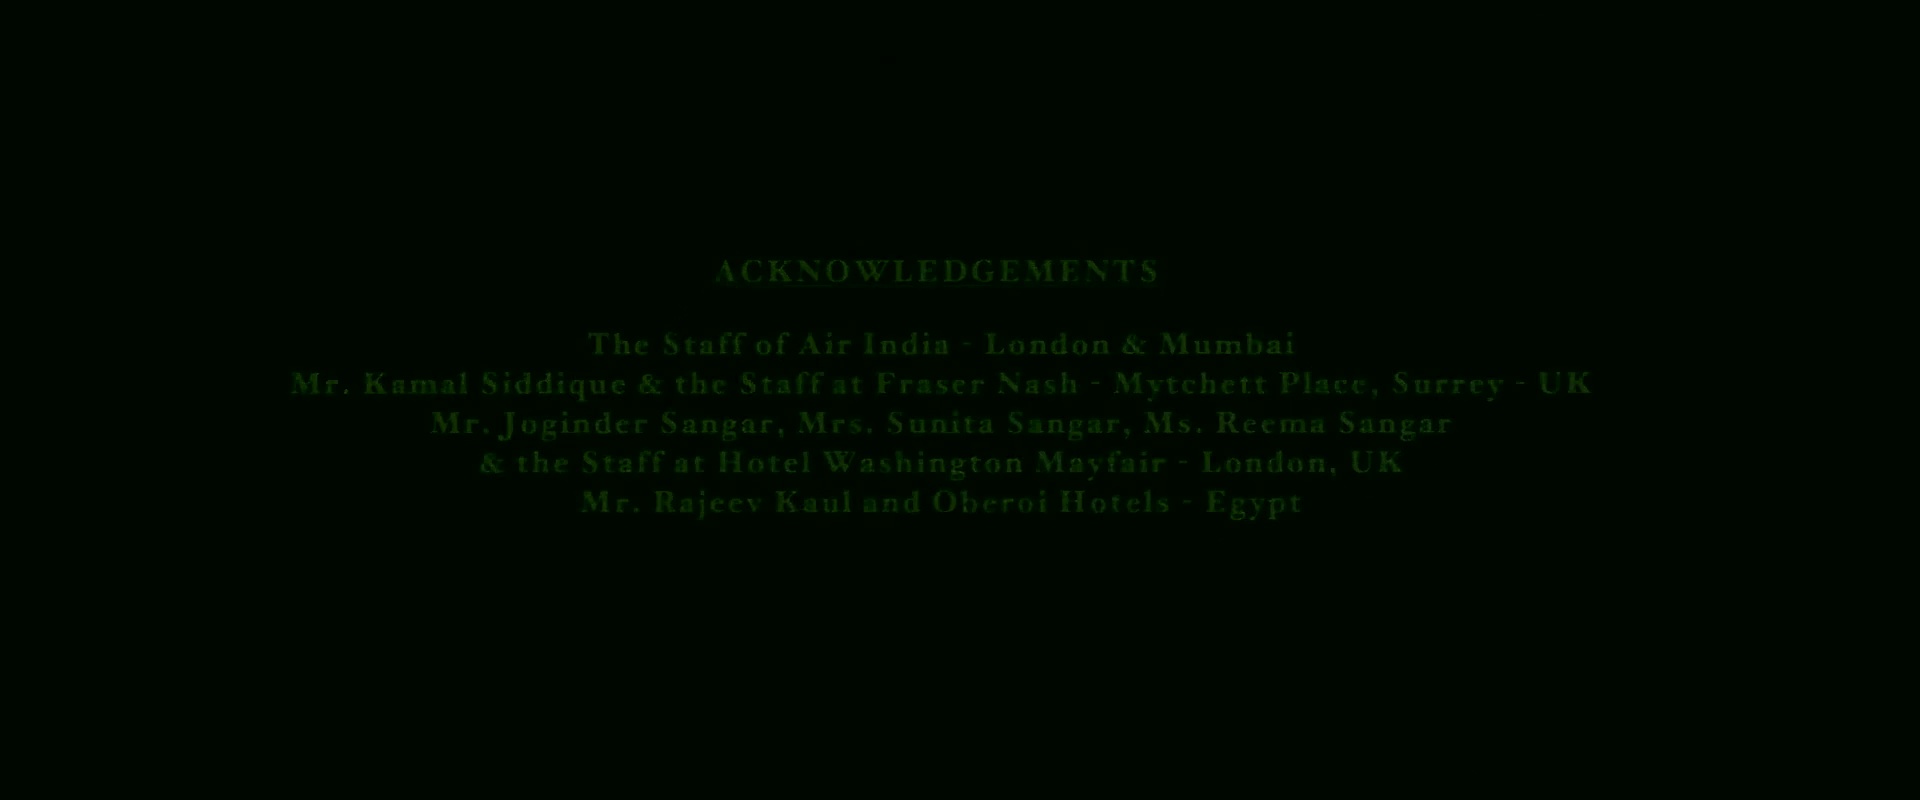 ACKNOWLEDGEMENTS
The Staff of Air India - London & Mumbai
Mr. Kamal Siddique & the Staff at Fraser Nash - Mytchett Place, Surrey - UK
Mr. Joginder Sangar, Mrs. Sunita Sangar, Ms. Reema Sangar
& the Staff at Hotel Washington Mayfair - London, UK
Mr. Rajeev Kaul and Oberoi Hotels - Egypt